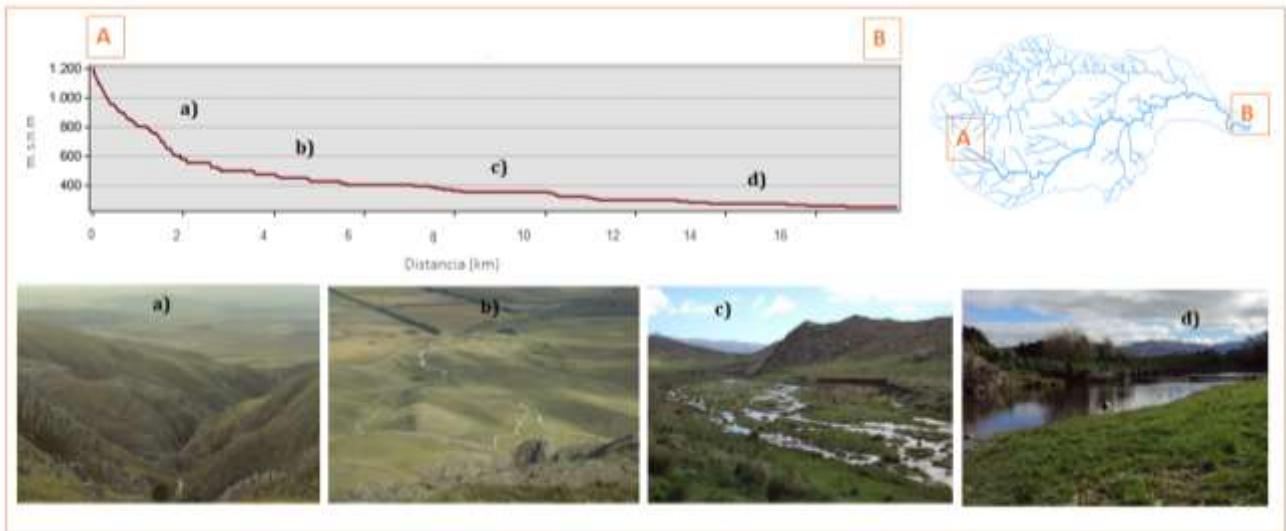 A
B
1.200
1.000
800
600
400
m. s.n.m
a)
b)
c)
d)
0 2 4 6 8 10 12 14 16
Distancia (km)
A
B
a)
b)
c)
d)